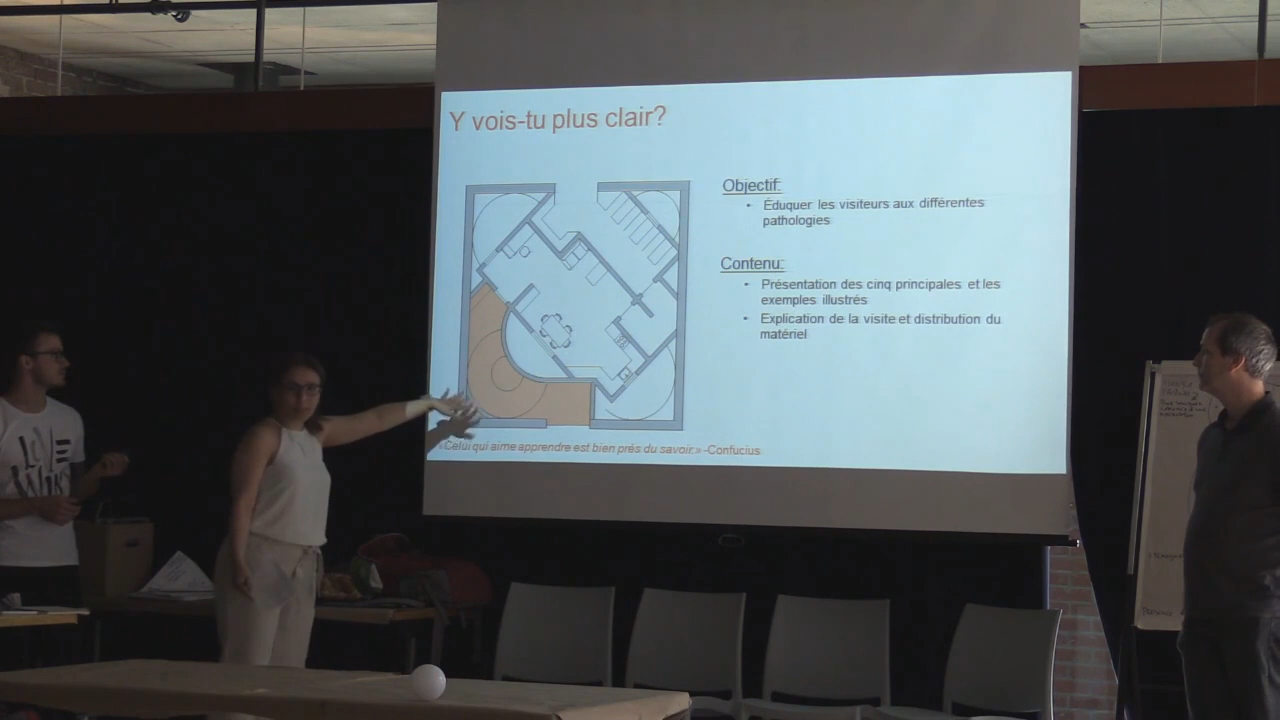 Y vois-tu plus clair?
Objectif:
• Éduquer les visiteurs aux différentes
pathologies
Contenu:
• Présentation des cinq principales et les
exemples illustrés
• Explication de la visite et distribution du
matériel
«Celui qui aime apprendre est bien près du savoir.» -Confucius
LOVE